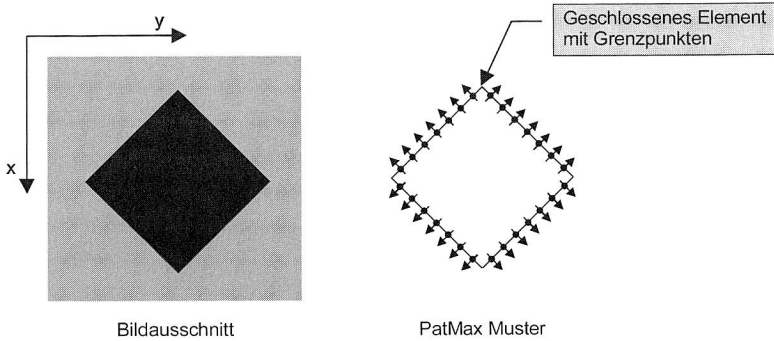 y
Geschlossenes Element
mit Grenzpunkten
x
Bildausschnitt
PatMax Muster